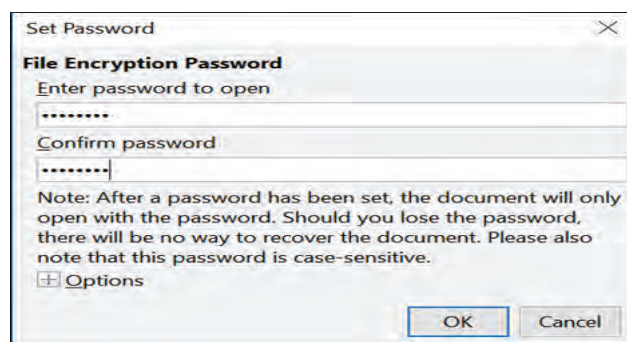 Set Password
File Encryption Password
Enter password to open
••••••••
Confirm password
••••••••
Note: After a password has been set, the document will only
open with the password. Should you lose the password,
there will be no way to recover the document. Please also
note that this password is case-sensitive.
Options
OK Cancel